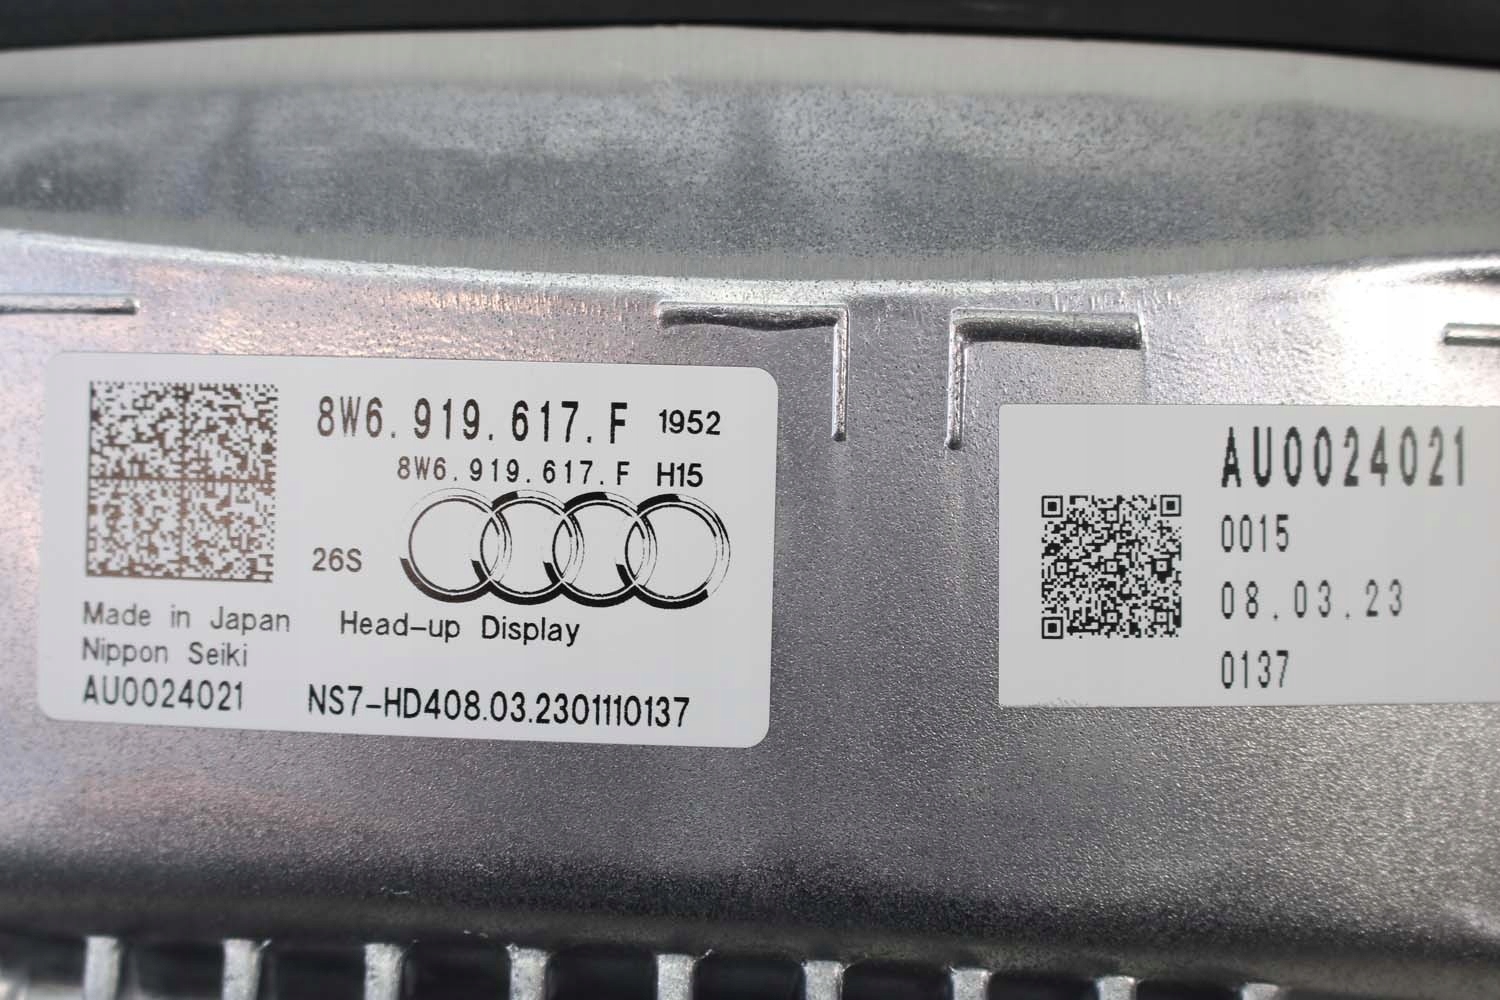 8W6.919.617.F 1952
8W6.919.617.F H15
26S
Made in Japan
Head-up Display
Nippon Seiki
AU0024021
NS7-HD408.03.2301110137
AU0024021
0015
08.03.23
0137